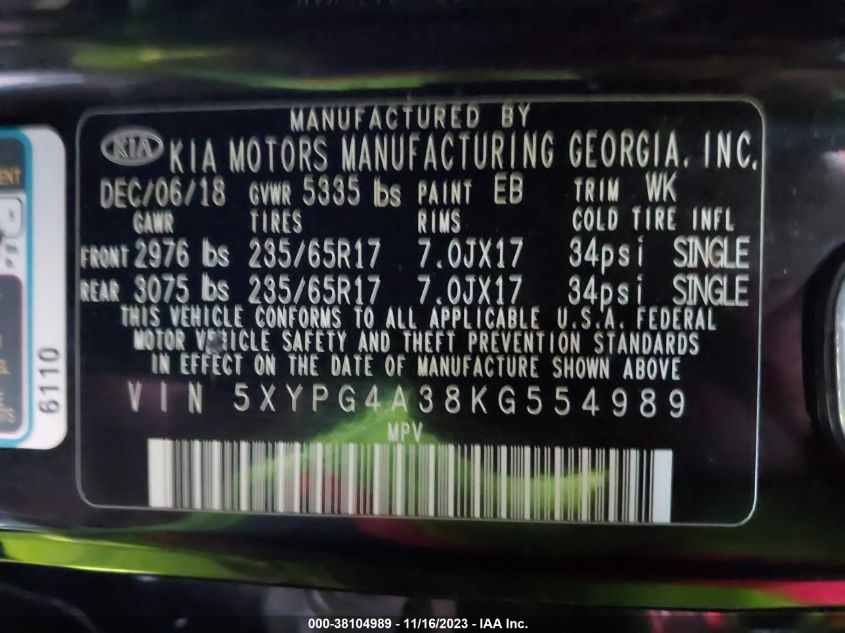 MANUFACTURED BY
KIA KIA MOTORS MANUFACTURING GEORGIA, INC.
DEC/06/18 GVWR 5335 lbs PAINT EB TRIM WK
GAWR TIRES RIMS COLD TIRE INFL
FRONT 2976 lbs 235/65R17 7.0JX17 34psi SINGLE
REAR 3075 lbs 235/65R17 7.0JX17 34psi SINGLE
THIS VEHICLE CONFORMS TO ALL APPLICABLE U.S.A. FEDERAL
MOTOR VEHICLE SAFETY AND THEFT PREVENTION STANDARDS
IN EFFECT ON THE DATE OF MANUFACTURE SHOWN ABOVE.
VIN 5XYPG4A38KG554989
MPV
6110
000-38104989 - 11/16/2023 - IAA Inc.